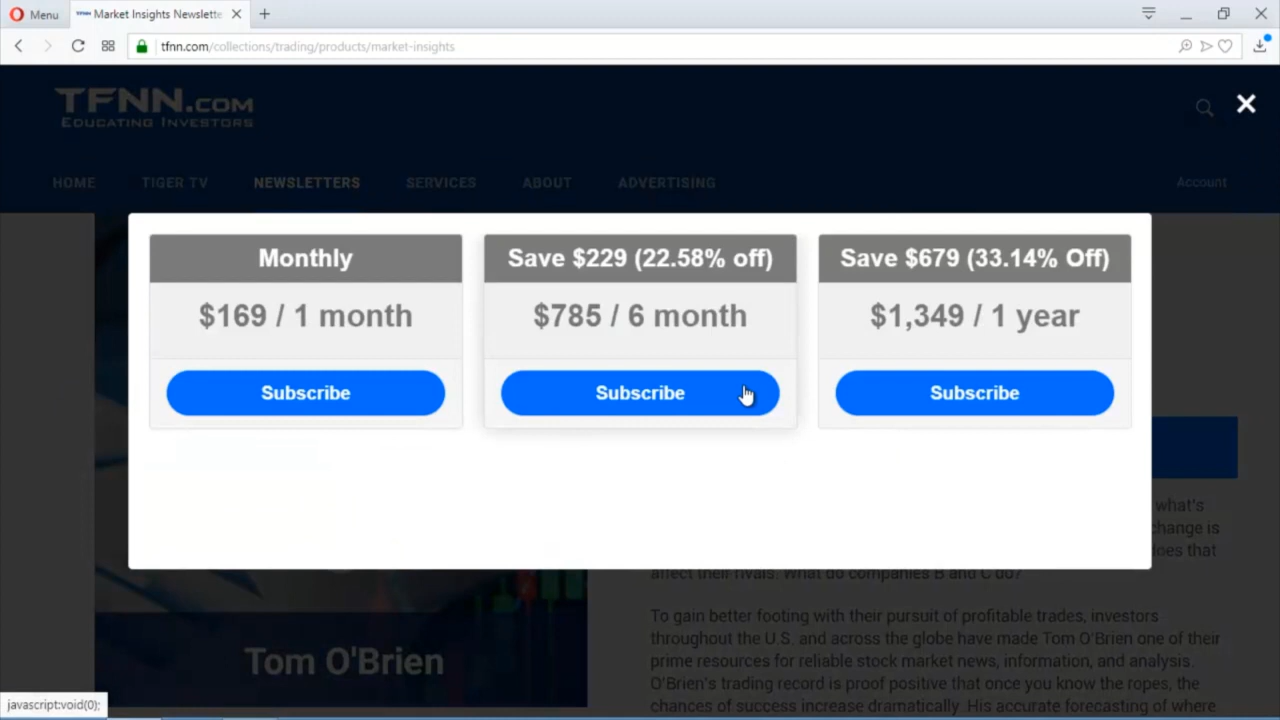 Menu
Market Insights Newslette
tfnn.com/collections/trading/products/market-insights
TFNN.COM
EDUCATING INVESTORS
HOME
TIGER TV
NEWSLETTERS
SERVICES
ABOUT
ADVERTISING
Account
Monthly
$169 / 1 month
Subscribe
Save $229 (22.58% off)
$785 / 6 month
Subscribe
Save $679 (33.14% Off)
$1,349 / 1 year
Subscribe
what's
change is
does that
affect their rivals. What do companies B and C do?
To gain better footing with their pursuit of profitable trades, investors
throughout the U.S. and across the globe have made Tom O'Brien one of their
prime resources for reliable stock market news, information, and analysis.
O'Brien's trading record is proof positive that once you know the ropes, the
chances of success increase dramatically. His accurate forecasting of where
Tom O'Brien
javascript:void(0);